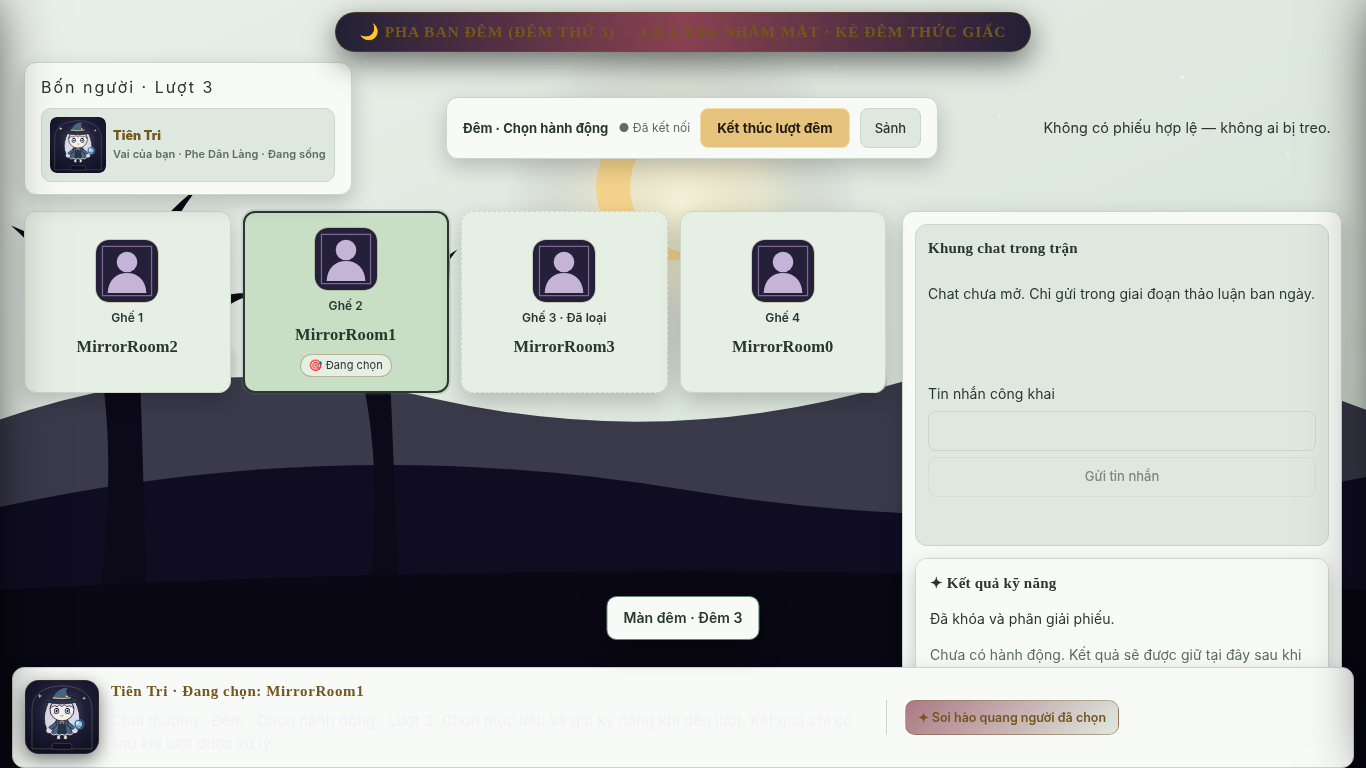 🌙 PHA BAN ĐÊM (ĐÊM THỨ 3) — CẢ LÀNG NHẮM MẮT · KẺ ĐÊM THỨC GIẤC
Bốn người · Lượt 3
Tiên Tri
Vai của bạn · Phe Dân Làng · Đang sống
Đêm · Chọn hành động
Đã kết nối
Kết thúc lượt đêm
Sảnh
Không có phiếu hợp lệ — không ai bị treo.
Ghế 1
MirrorRoom2
Ghế 2
MirrorRoom1
🎯 Đang chọn
Ghế 3 · Đã loại
MirrorRoom3
Ghế 4
MirrorRoom0
Khung chat trong trận
Chat chưa mở. Chỉ gửi trong giai đoạn thảo luận ban ngày.
Tin nhắn công khai
Gửi tin nhắn
✦ Kết quả kỹ năng
Đã khóa và phân giải phiếu.
Chưa có hành động. Kết quả sẽ được giữ tại đây sau khi
Màn đêm · Đêm 3
Tiên Tri · Đang chọn: MirrorRoom1
Chơi thường · Đêm · Chọn hành động · Lượt 3. Chọn mục tiêu và gửi kỹ năng khi đến lượt. Kết quả chỉ có
sau khi lượt được xử lý.
✦ Soi hào quang người đã chọn